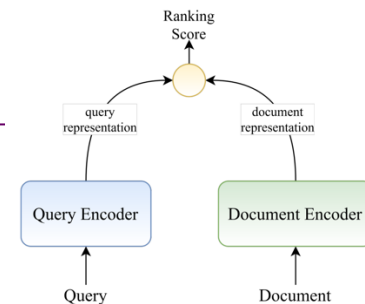 Ranking
Score
query
representation
document
representation
Query Encoder
Document Encoder
Query
Document